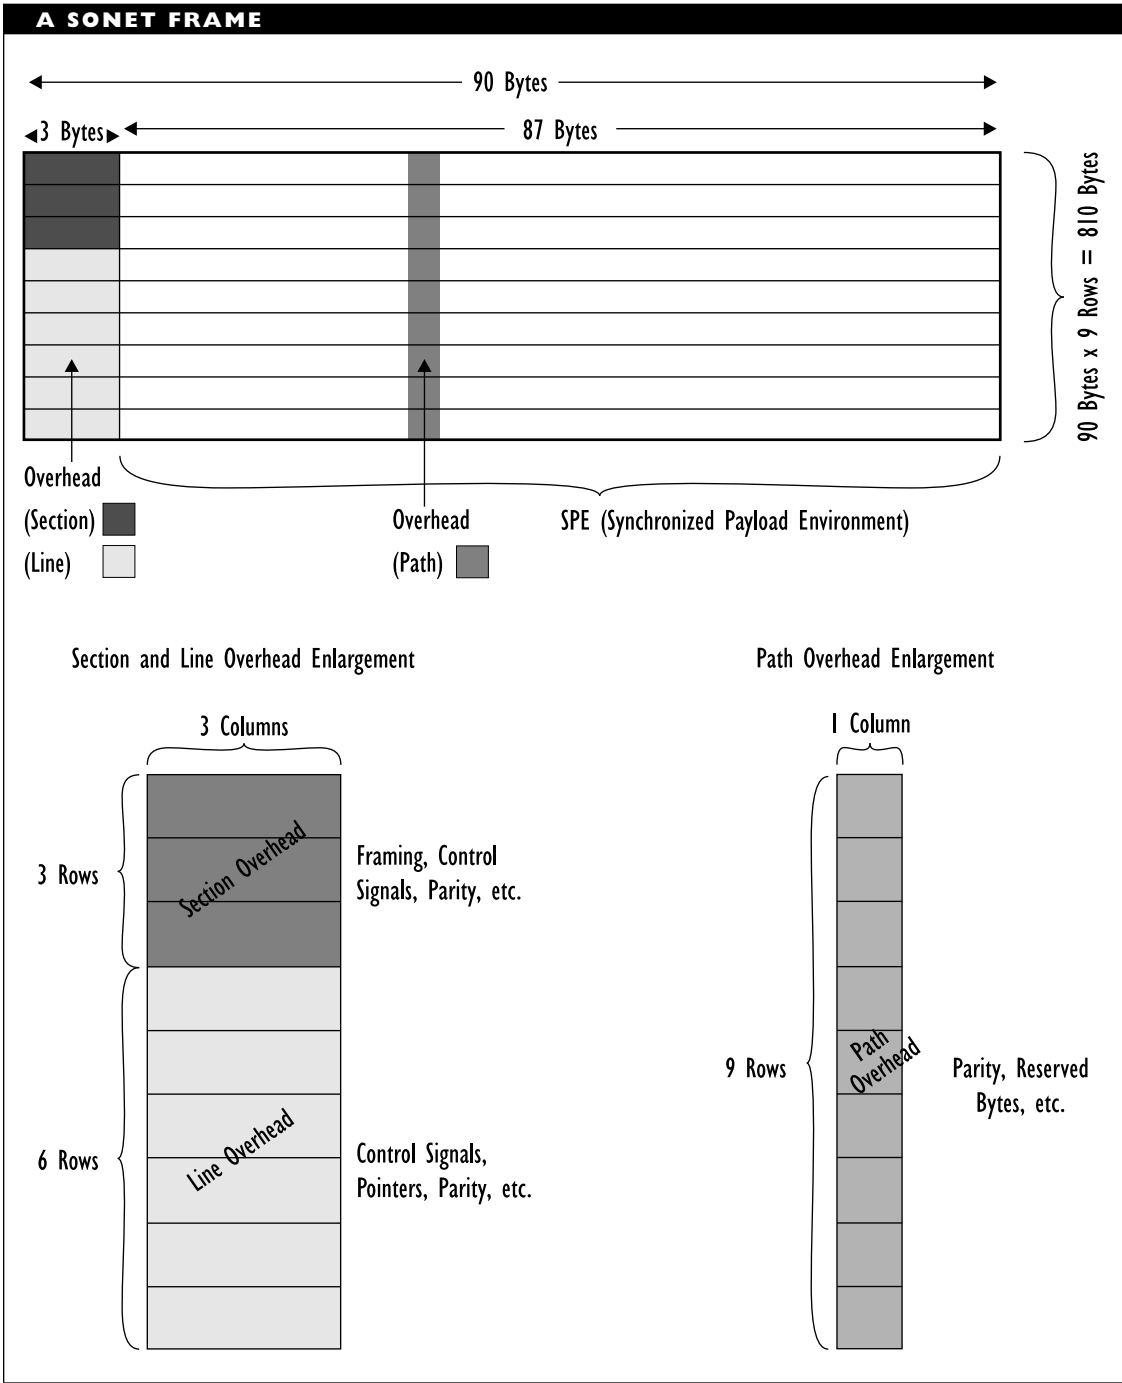 A SONET FRAME
90 Bytes
3 Bytes
87 Bytes
90 Bytes x 9 Rows = 810 Bytes
Overhead
(Section)
(Line)
Overhead
(Path)
SPE (Synchronized Payload Environment)
Section and Line Overhead Enlargement
3 Columns
3 Rows
Section Overhead
Framing, Control
Signals, Parity, etc.
6 Rows
Line Overhead
Control Signals,
Pointers, Parity, etc.
Path Overhead Enlargement
1 Column
9 Rows
Path
Overhead
Parity, Reserved
Bytes, etc.